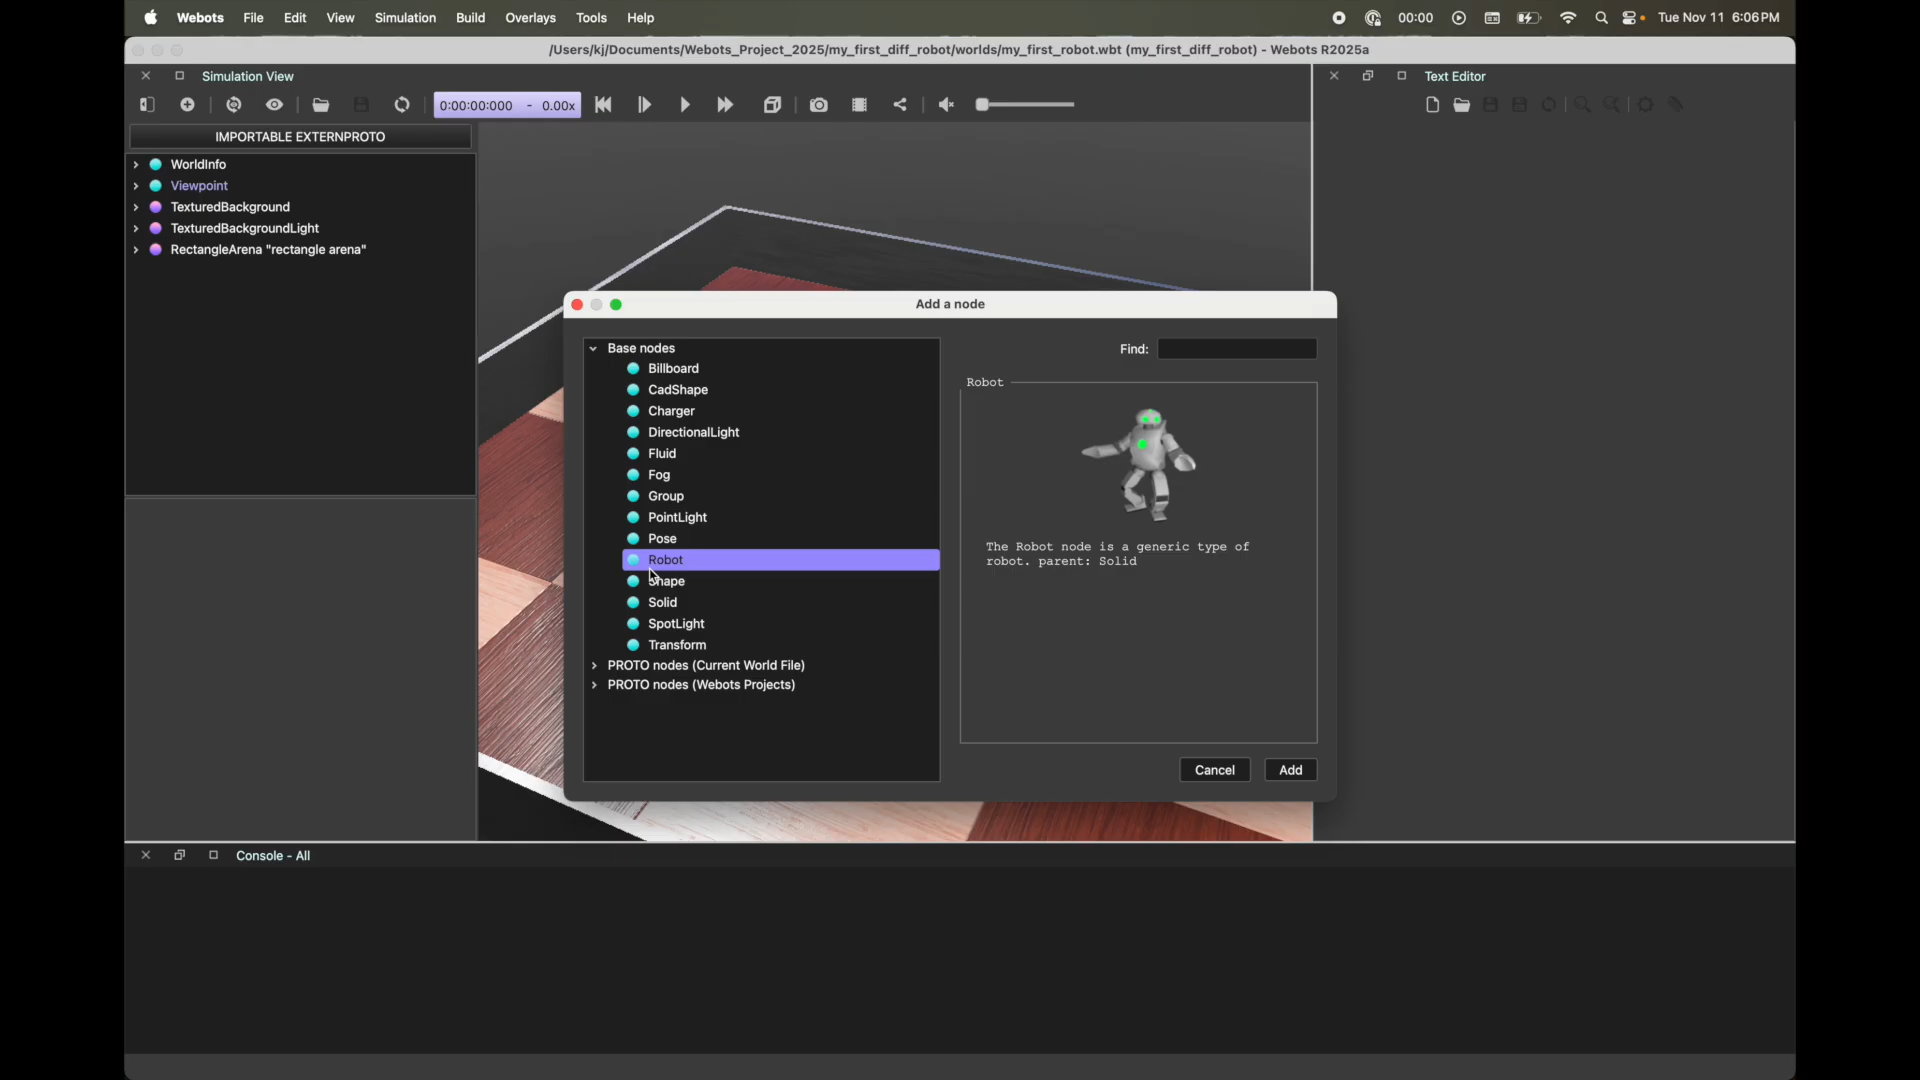 Webots File Edit View Simulation Build Overlays Tools Help 00:00 Tue Nov 11 6:06 PM
/Users/kj/Documents/Webots_Project_2025/my_first_diff_robot/worlds/my_first_robot.wbt (my_first_diff_robot) - Webots R2025a
Simulation View
Text Editor
0:00:00:000 - 0.00x
IMPORTABLE EXTERNPROTO
WorldInfo
Viewpoint
TexturedBackground
TexturedBackgroundLight
RectangleArena "rectangle arena"
Add a node
Base nodes
Billboard
CadShape
Charger
DirectionalLight
Fluid
Fog
Group
PointLight
Pose
Robot
Shape
Solid
SpotLight
Transform
PROTO nodes (Current World File)
PROTO nodes (Webots Projects)
Find:
Robot
The Robot node is a generic type of
robot. parent: Solid
Cancel Add
Console - All